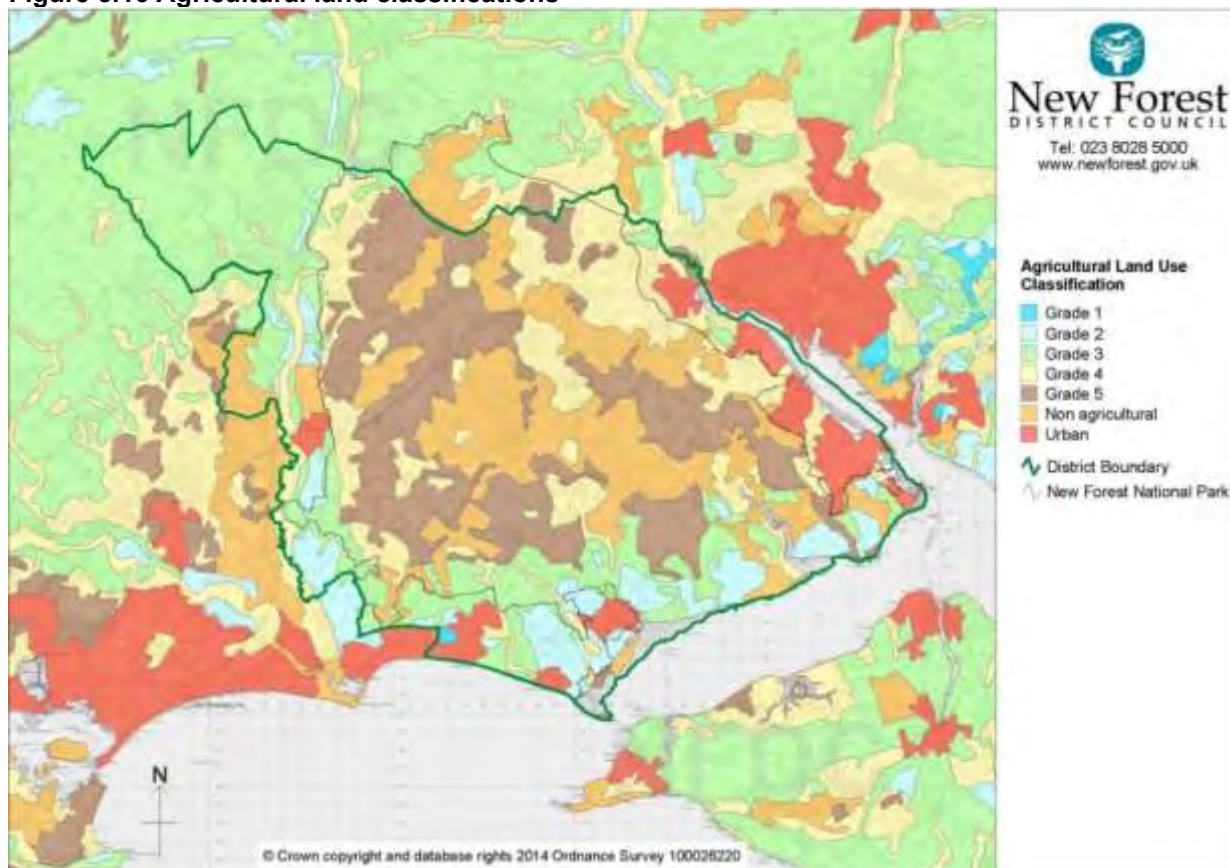 New Forest
DISTRICT COUNCIL
Tel: 023 8028 5000
www.newforest.gov.uk
Agricultural Land Use
Classification
Grade 1
Grade 2
Grade 3
Grade 4
Grade 5
Non agricultural
Urban
District Boundary
New Forest National Park
N
© Crown copyright and database rights 2014 Ordnance Survey 100026220